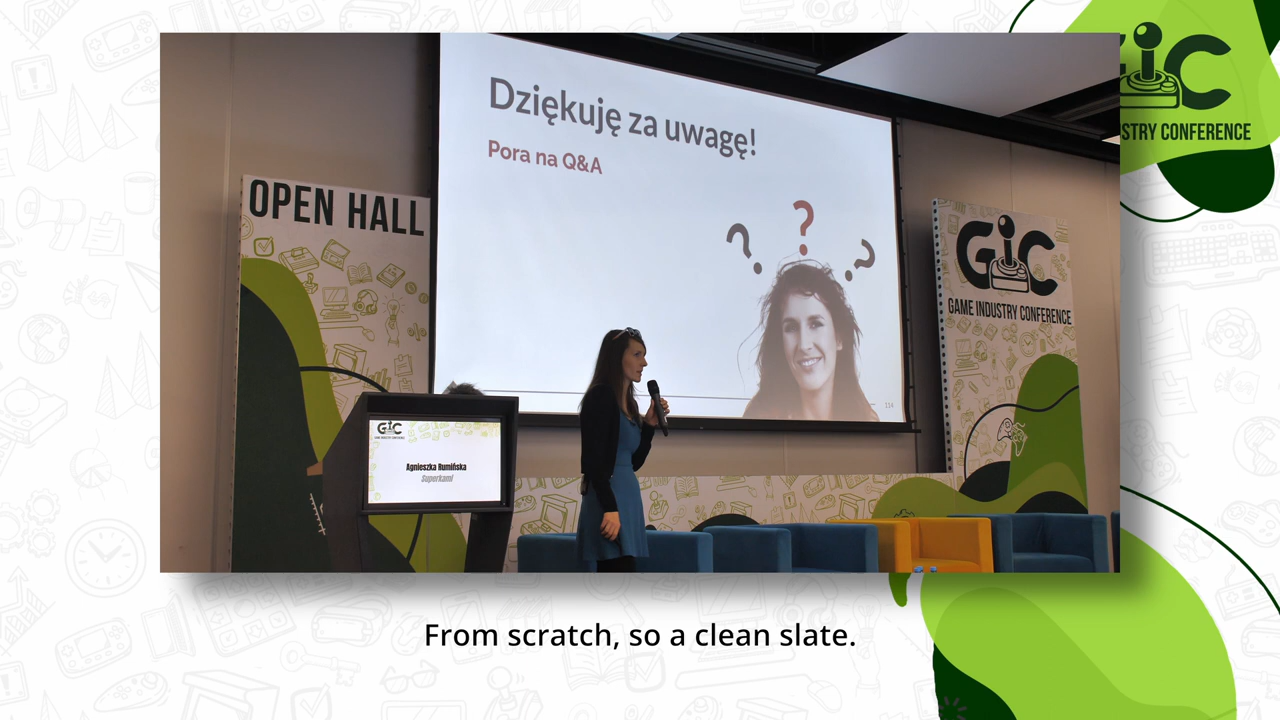 GiC
STRY CONFERENCE
Dziękuję za uwagę!
Pora na Q&A
OPEN HALL
GiC
GAME INDUSTRY CONFERENCE
114
GiC
Agnieszka Rumińska
Superkami
From scratch, so a clean slate.